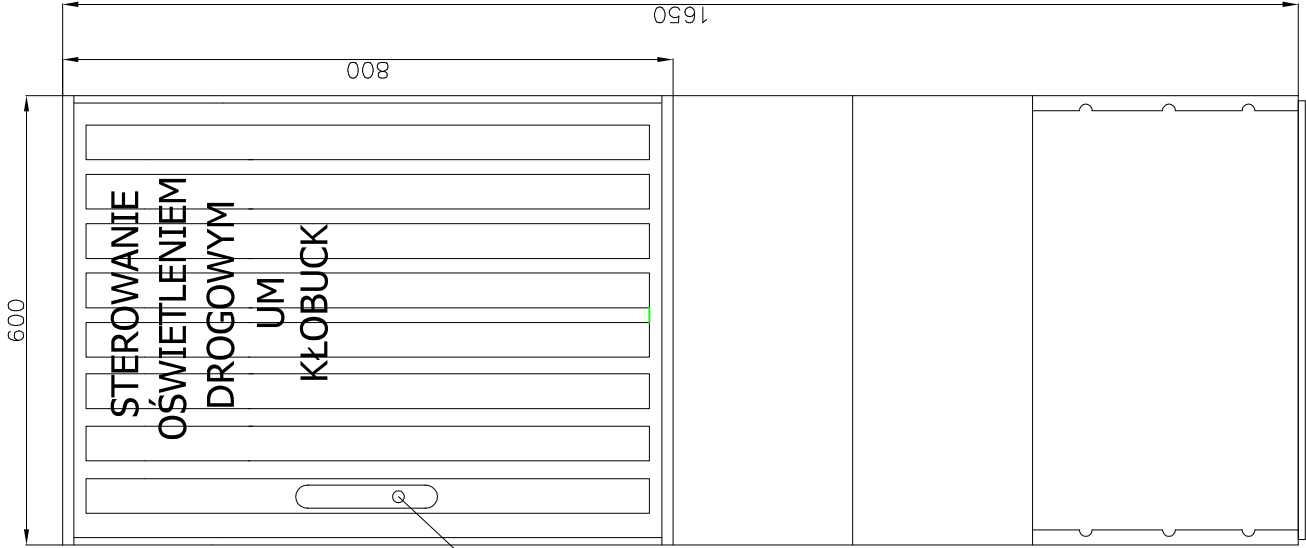 1650
800
600
STEROWANIE
OŚWIETLENIEM
DROGOWYM
UM
KŁOBUCK